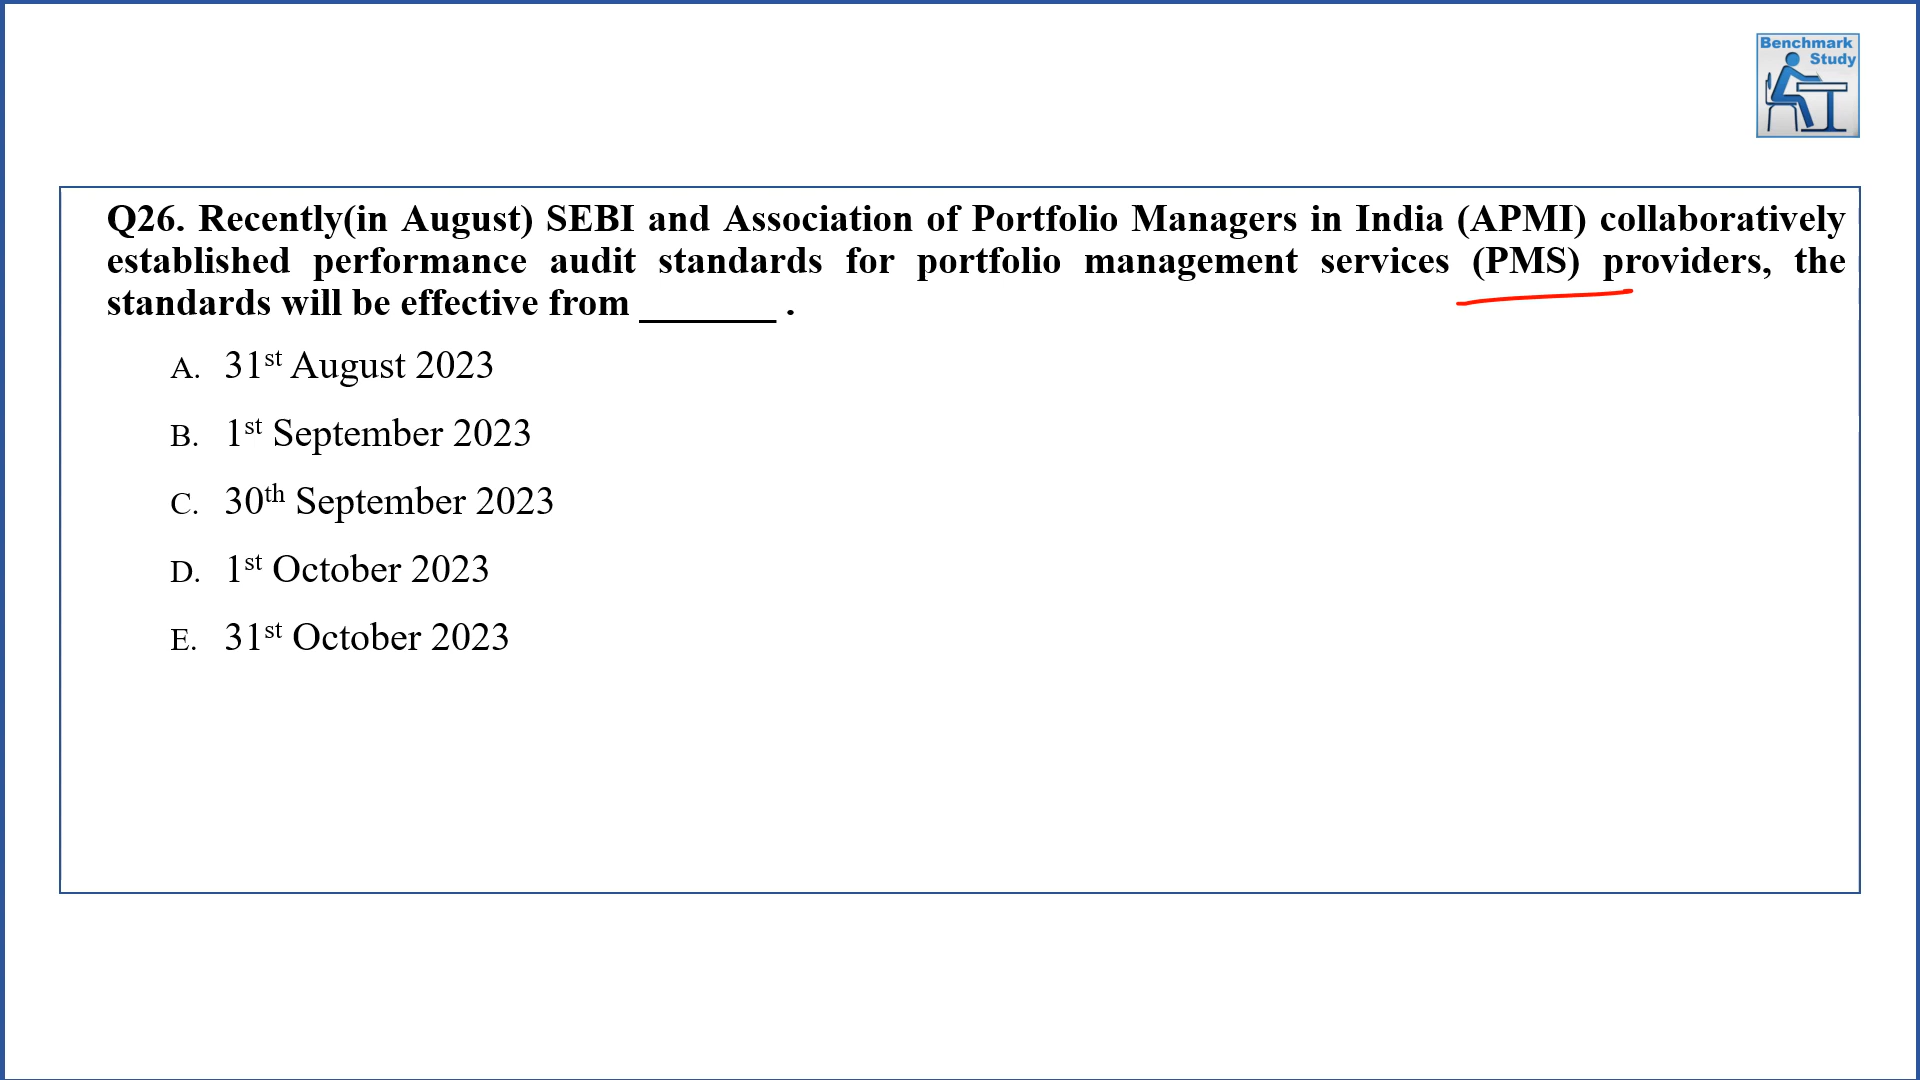 Benchmark
Study
Q26. Recently(in August) SEBI and Association of Portfolio Managers in India (APMI) collaboratively
established performance audit standards for portfolio management services (PMS) providers, the
standards will be effective from _______ .
A. 31st August 2023
B. 1st September 2023
C. 30th September 2023
D. 1st October 2023
E. 31st October 2023